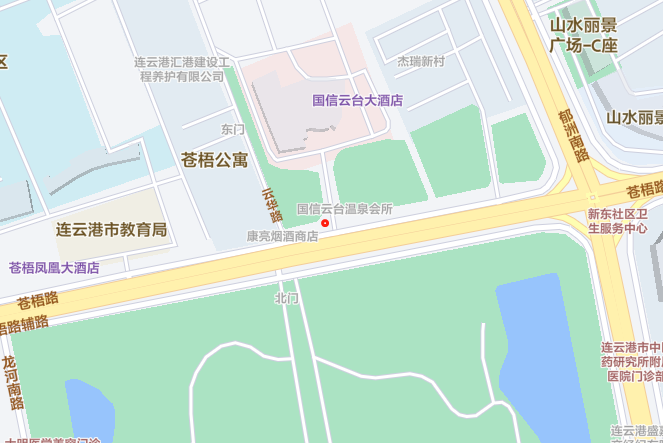 山水丽景
广场-C座
区
连云港汇港建设工
程养护有限公司
杰瑞新村
国信云台大酒店
山水丽景
东门
郁洲南路
苍梧公寓
云华路
苍梧路
国信云台温泉会所
新东社区卫
生服务中心
连云港市教育局
康亮烟酒商店
苍梧凤凰大酒店
苍梧路
北门
梧路辅路
龙河南路
连云港市中
药研究所附
医院门诊部
连云港盛